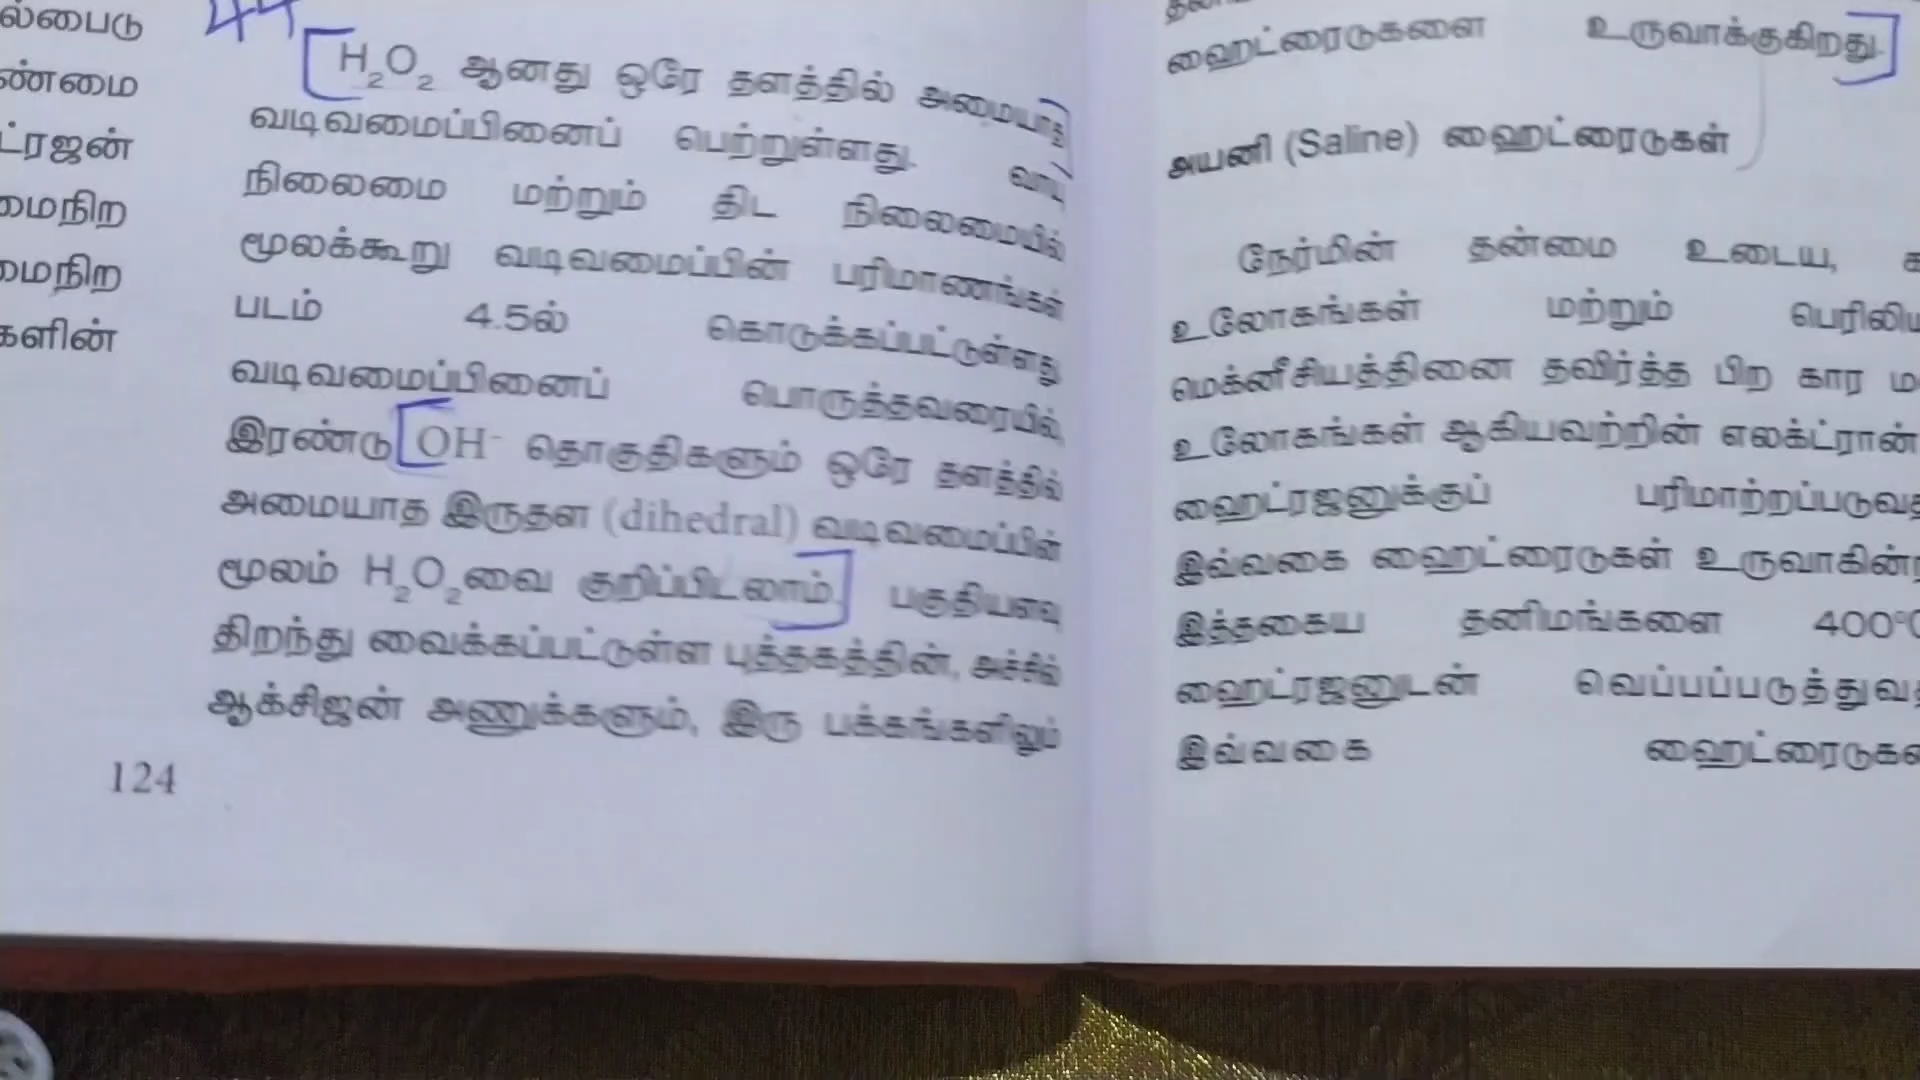 ல்பைடு
ண்மை
ட்ரஜன்
மைநிற
மைநிற
களின்
44
H₂O₂ ஆனது ஒரே தளத்தில் அமையாத
வடிவமைப்பினைப் பெற்றுள்ளது. வாயு
நிலைமை மற்றும் திட நிலைமையில்
மூலக்கூறு வடிவமைப்பின் பரிமாணங்கள்
படம் 4.5ல் கொடுக்கப்பட்டுள்ளது
வடிவமைப்பினைப் பொருத்தவரையில்,
இரண்டு OH⁻ தொகுதிகளும் ஒரே தளத்தில்
அமையாத இருதள (dihedral) வடிவமைப்பின்
மூலம் H₂O₂வை குறிப்பிடலாம். பகுதியளவு
திறந்து வைக்கப்பட்டுள்ள புத்தகத்தின், அச்சில்
ஆக்சிஜன் அணுக்களும், இரு பக்கங்களிலும்
124
ஹைட்ரைடுகளை உருவாக்குகிறது.
அயனி (Saline) ஹைட்ரைடுகள்
நேர்மின் தன்மை உடைய,
உலோகங்கள் மற்றும் பெரிலிய
மெக்னீசியத்தினை தவிர்த்த பிற கார ம
உலோகங்கள் ஆகியவற்றின் எலக்ட்ரான்
ஹைட்ரஜனுக்குப் பரிமாற்றப்படுவத
இவ்வகை ஹைட்ரைடுகள் உருவாகின்ற
இத்தகைய தனிமங்களை 400°C
ஹைட்ரஜனுடன் வெப்பப்படுத்துவத
இவ்வகை ஹைட்ரைடுகள